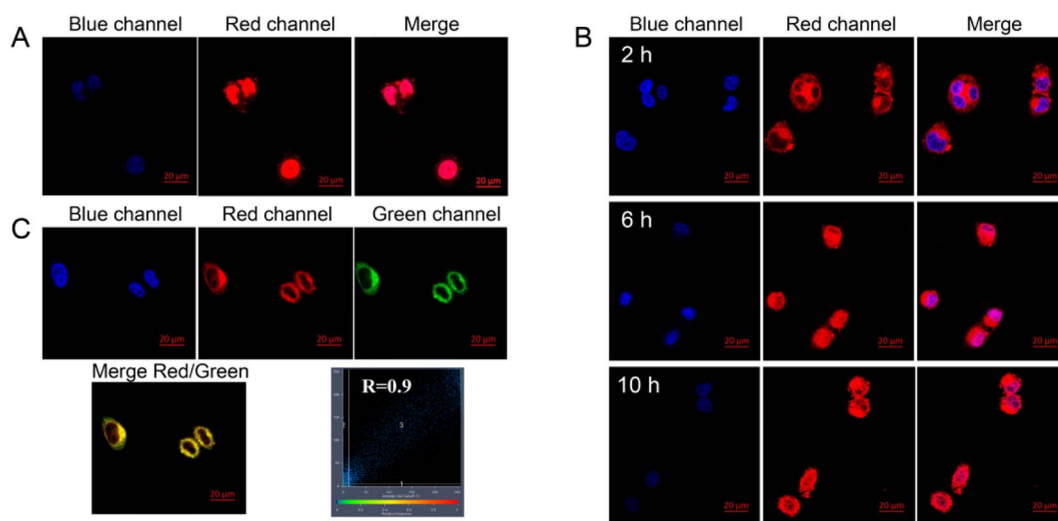 A
Blue channel Red channel Merge
20 µm 20 µm 20 µm
C
Blue channel Red channel Green channel
20 µm 20 µm 20 µm
Merge Red/Green
20 µm
R=0.9
3
1
B
Blue channel Red channel Merge
2 h
20 µm 20 µm 20 µm
6 h
20 µm 20 µm 20 µm
10 h
20 µm 20 µm 20 µm